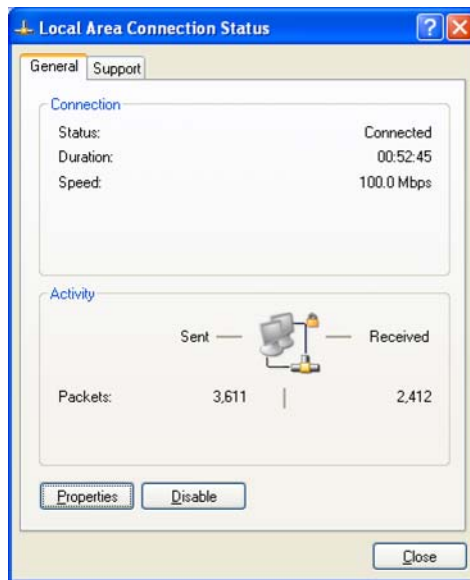 Local Area Connection Status
General Support
Connection
Status: Connected
Duration: 00:52:45
Speed: 100.0 Mbps
Activity
Sent — — Received
Packets: 3,611 | 2,412
Properties Disable
Close